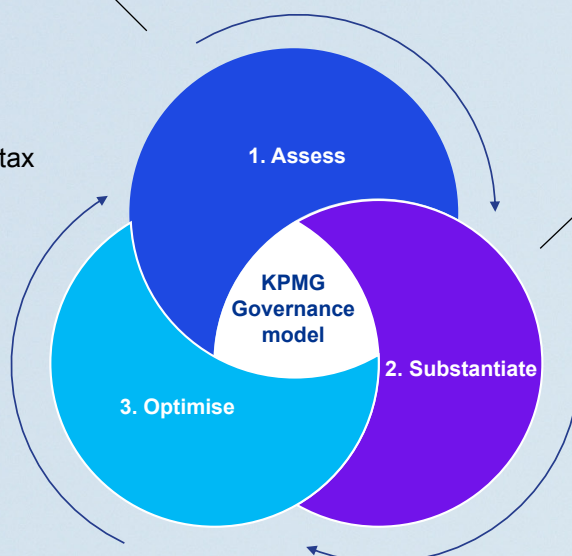 tax
1. Assess
KPMG
Governance
model
2. Substantiate
3. Optimise